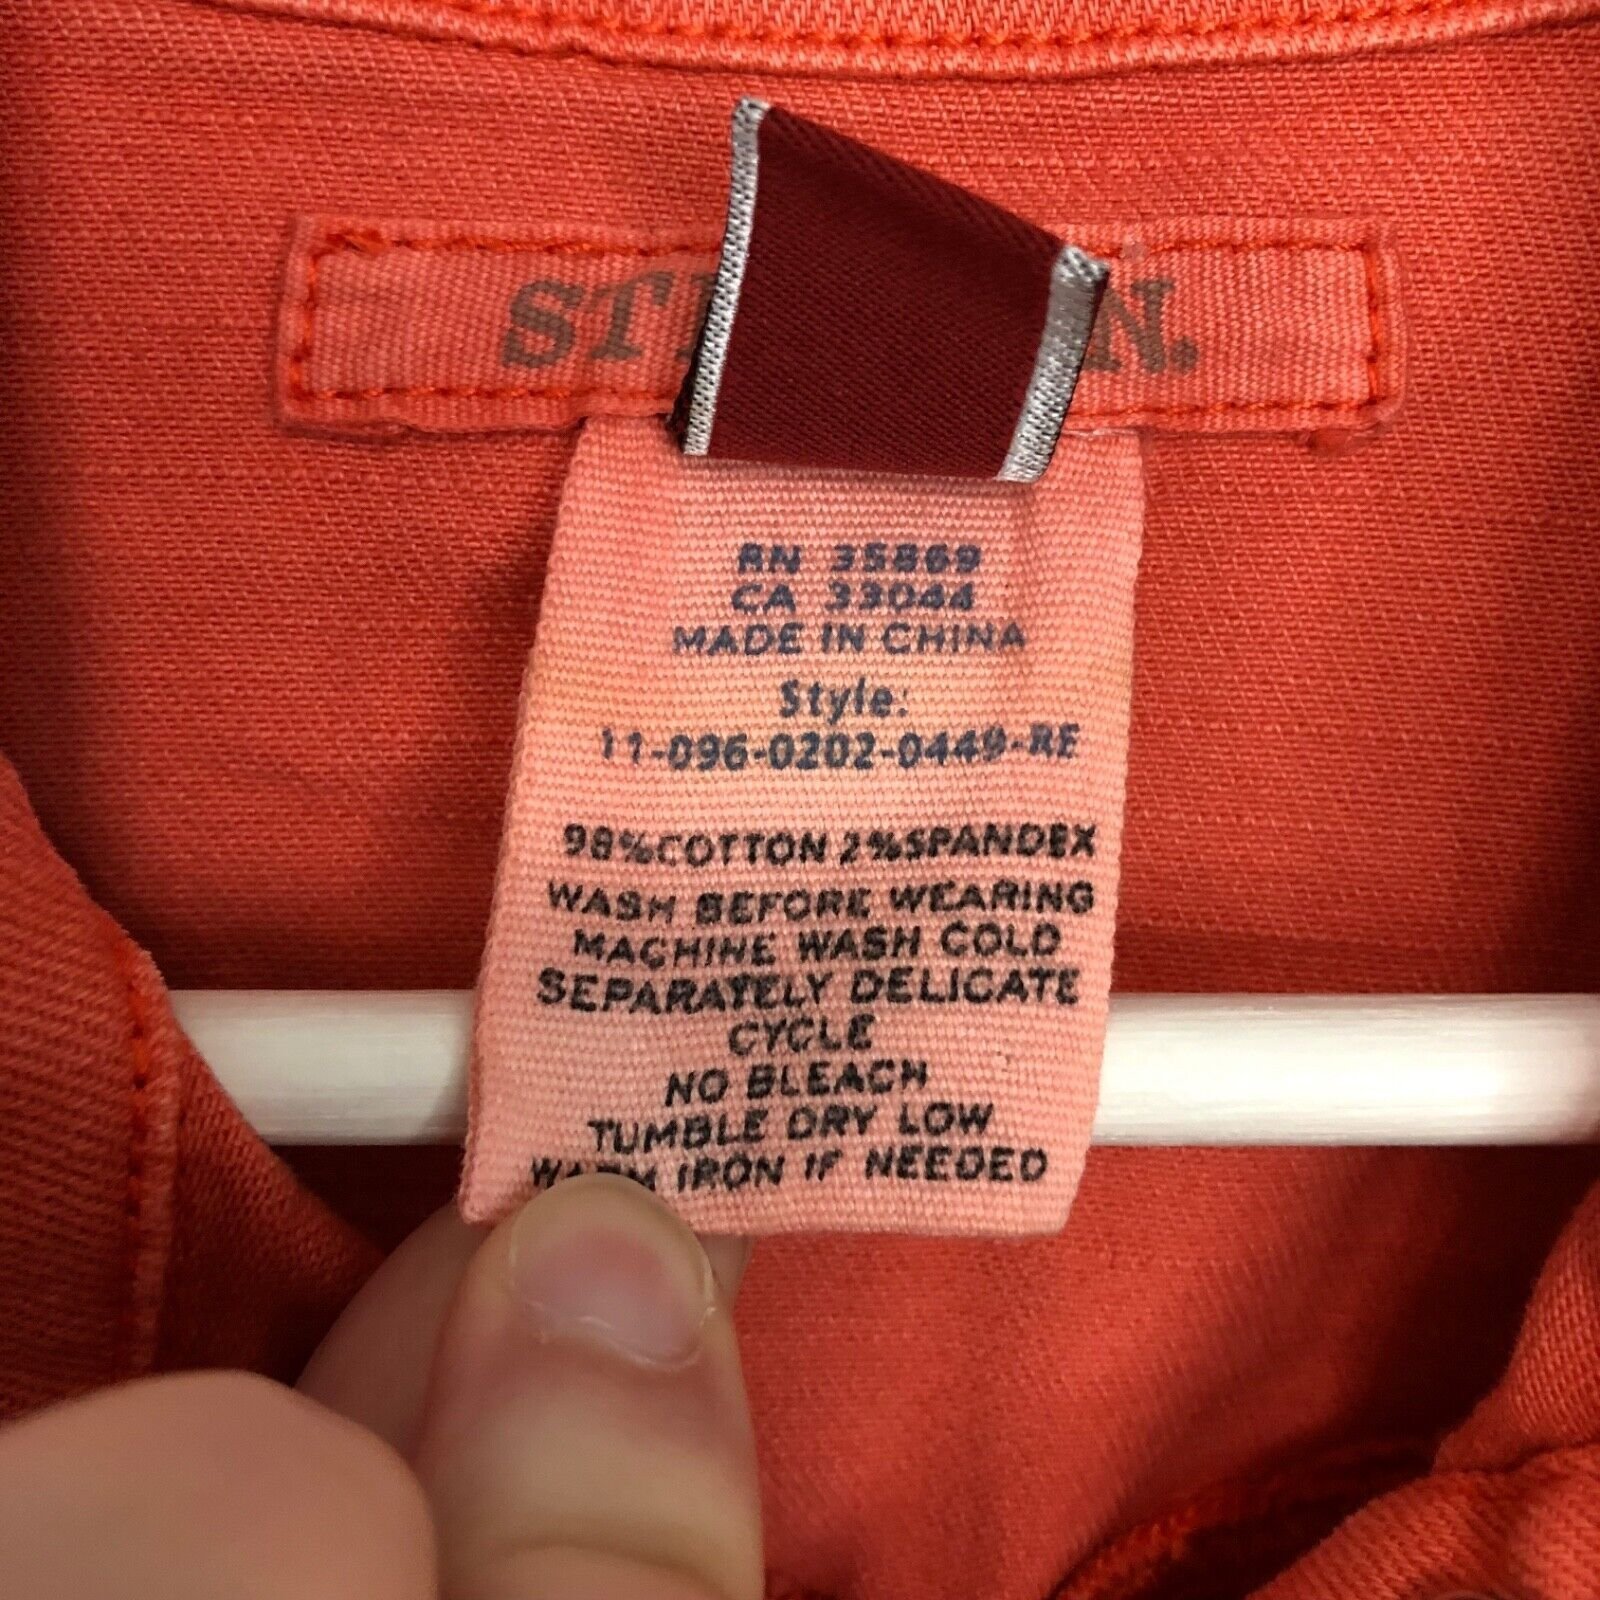 RN 35869
CA 33044
MADE IN CHINA
Style:
11-096-0202-0449-RE
98%COTTON 2%SPANDEX
WASH BEFORE WEARING
MACHINE WASH COLD
SEPARATELY DELICATE
CYCLE
NO BLEACH
TUMBLE DRY LOW
WARM IRON IF NEEDED